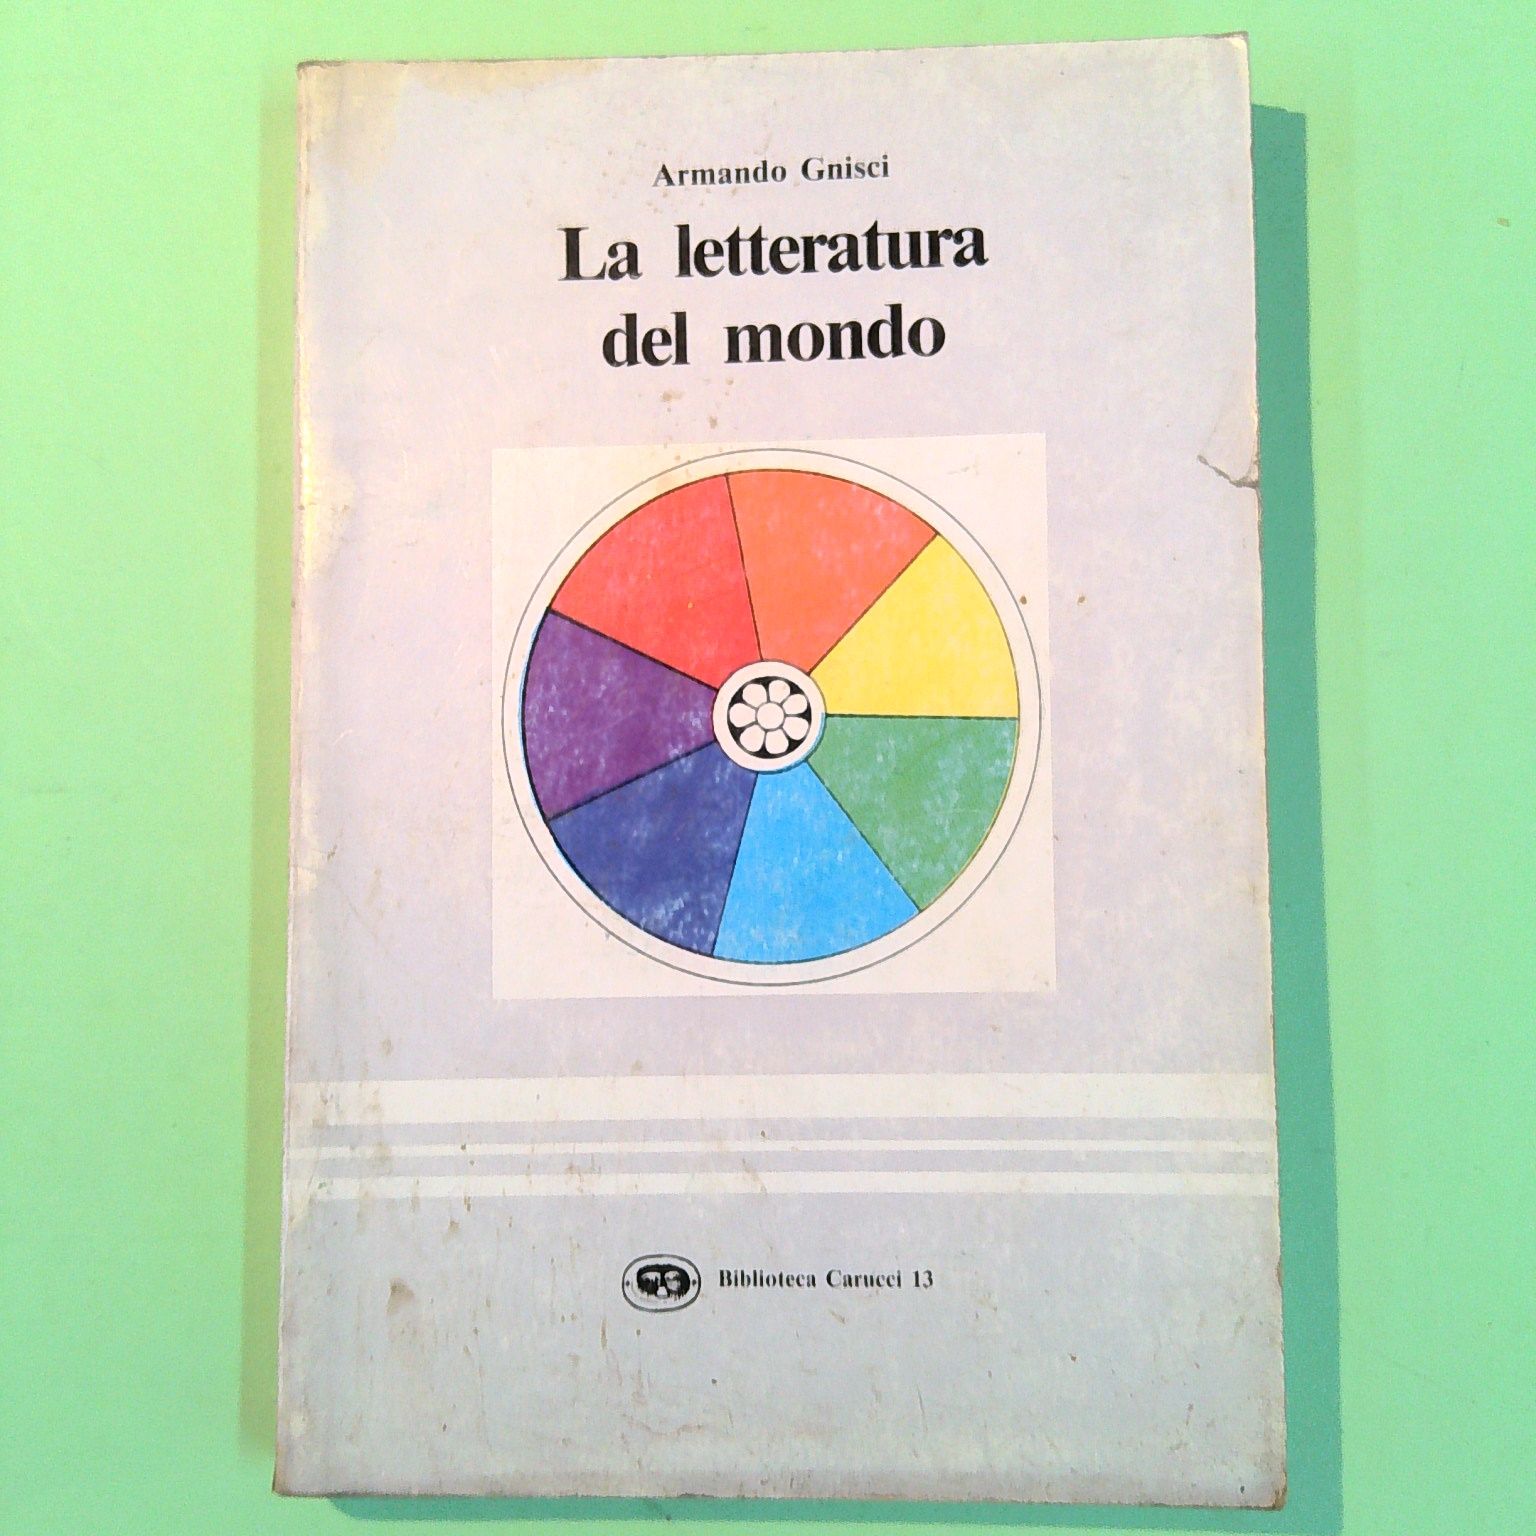 Armando Gnisci
La letteratura
del mondo
Biblioteca Carucci 13